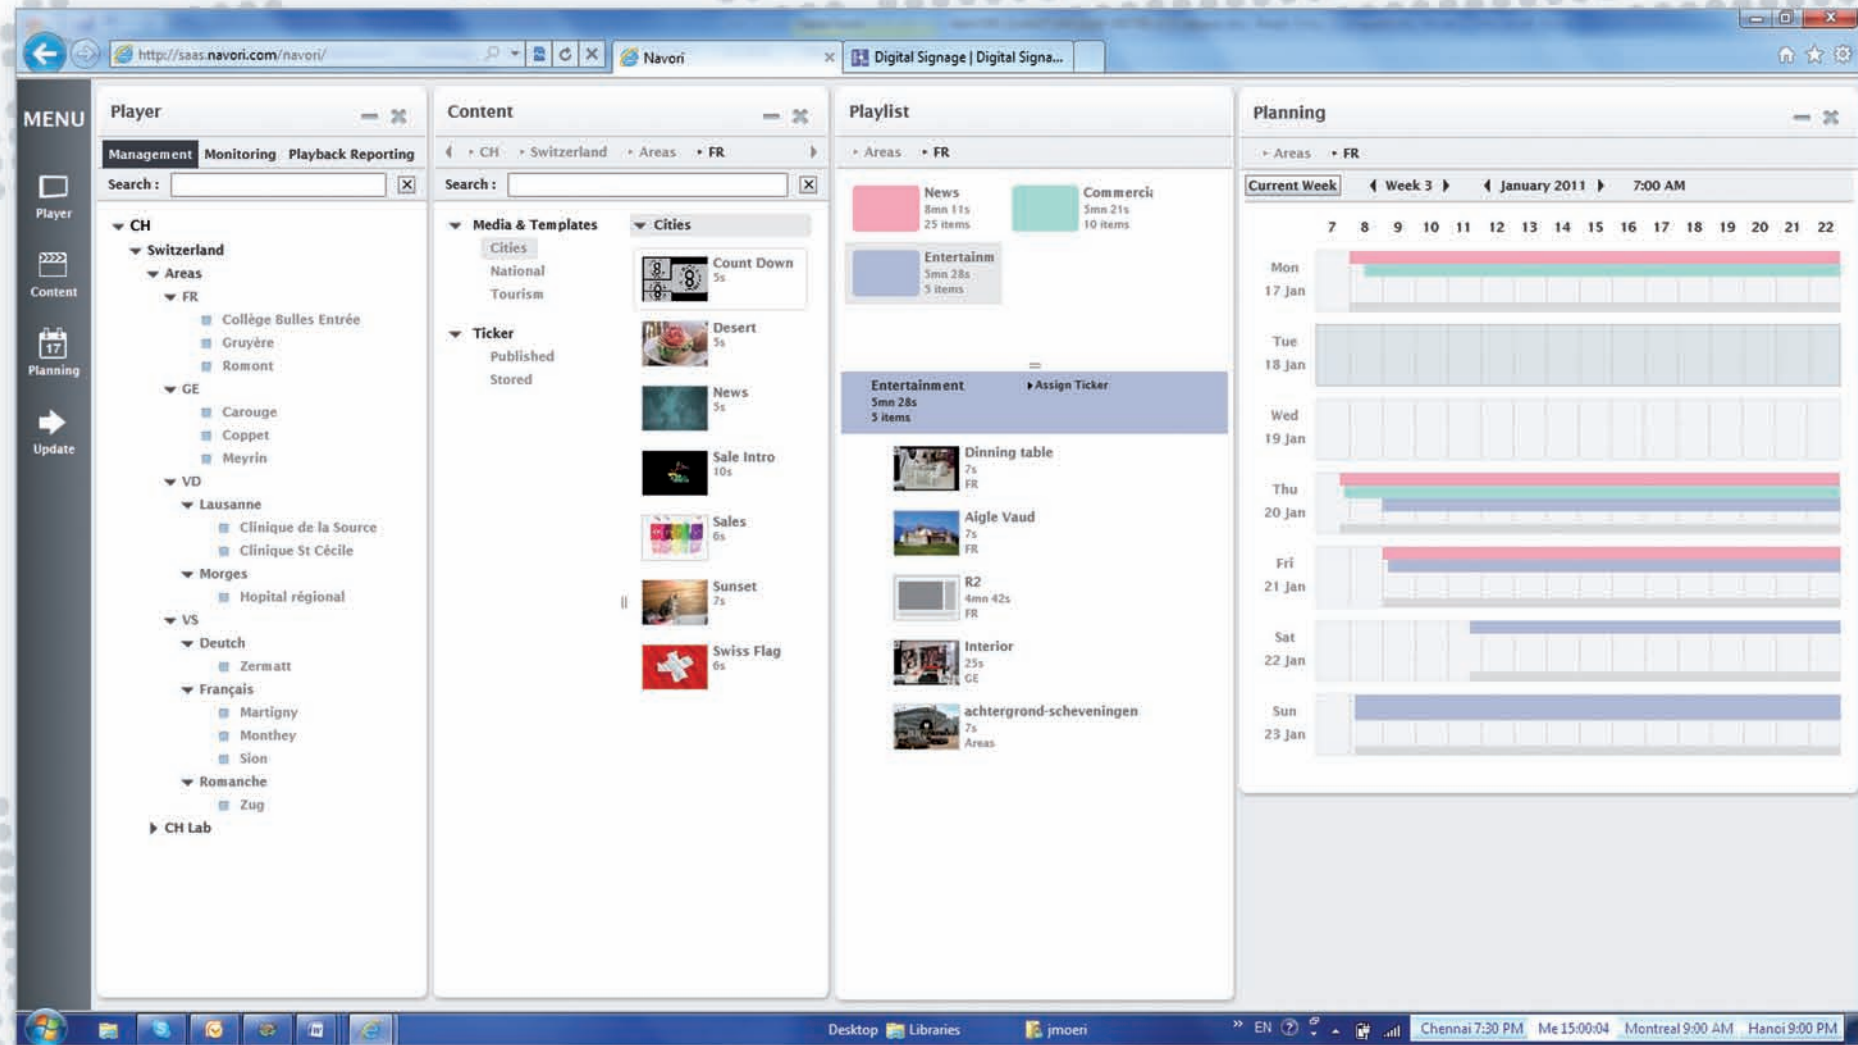 http://saas.navori.com/navori/
Navori
Digital Signage | Digital Signa...
MENU
Player
Content
Planning
Update
Player
Management Monitoring Playback Reporting
Search :
CH
Switzerland
Areas
FR
Collège Bulles Entrée
Gruyère
Romont
GE
Carouge
Coppet
Meyrin
VD
Lausanne
Clinique de la Source
Clinique St Cécile
Morges
Hopital régional
VS
Deutch
Zermatt
Français
Martigny
Monthey
Sion
Romanche
Zug
CH Lab
Content
CH Switzerland Areas FR
Search :
Media & Templates
Cities
National
Tourism
Ticker
Published
Stored
Cities
Count Down
5s
Desert
5s
News
5s
Sale Intro
10s
Sales
6s
Sunset
7s
Swiss Flag
6s
Playlist
Areas FR
News
8mn 11s
25 items
Commercia
5mn 21s
10 items
Entertainm
5mn 28s
5 items
Entertainment
Assign Ticker
5mn 28s
5 items
Dinning table
7s
FR
Aigle Vaud
7s
FR
R2
4mn 42s
FR
Interior
25s
GE
achtergrond-scheveningen
7s
Areas
Planning
Areas FR
Current Week Week 3 January 2011 7:00 AM
7 8 9 10 11 12 13 14 15 16 17 18 19 20 21 22
Mon
17 Jan
Tue
18 Jan
Wed
19 Jan
Thu
20 Jan
Fri
21 Jan
Sat
22 Jan
Sun
23 Jan
Desktop Libraries jmoeri
EN
Chennai 7:30 PM Me 15:00:04 Montreal 9:00 AM Hanoi 9:00 PM